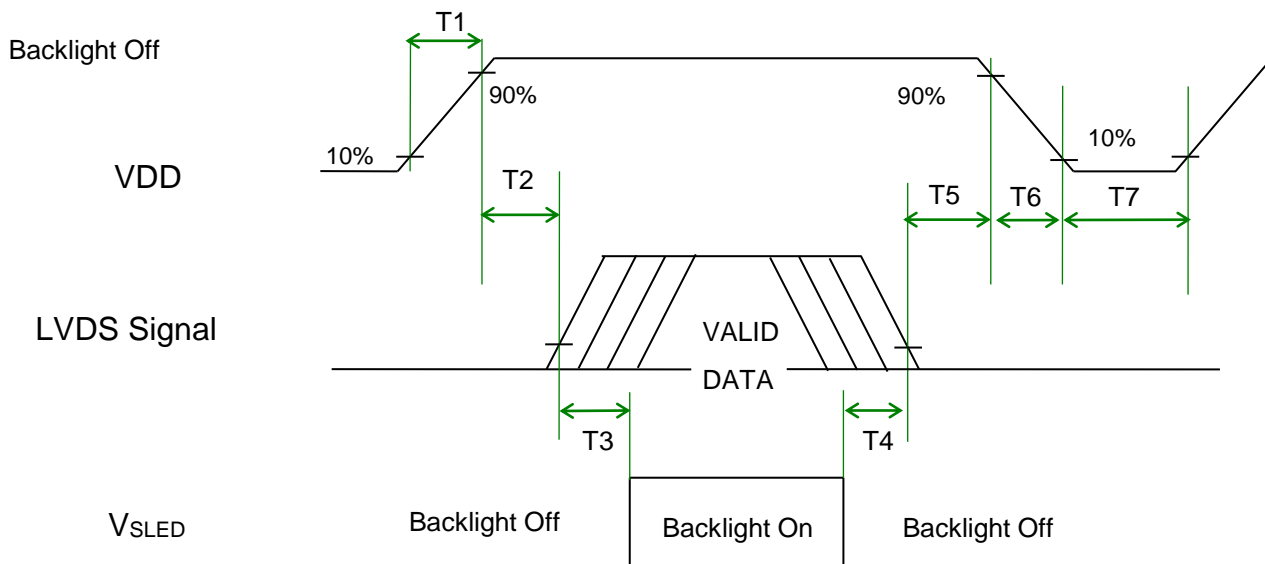 T1
Backlight Off
90%
90%
10%
10%
VDD
T2
T5
T6
T7
LVDS Signal
VALID
DATA
T3
T4
VSLED
Backlight Off
Backlight On
Backlight Off